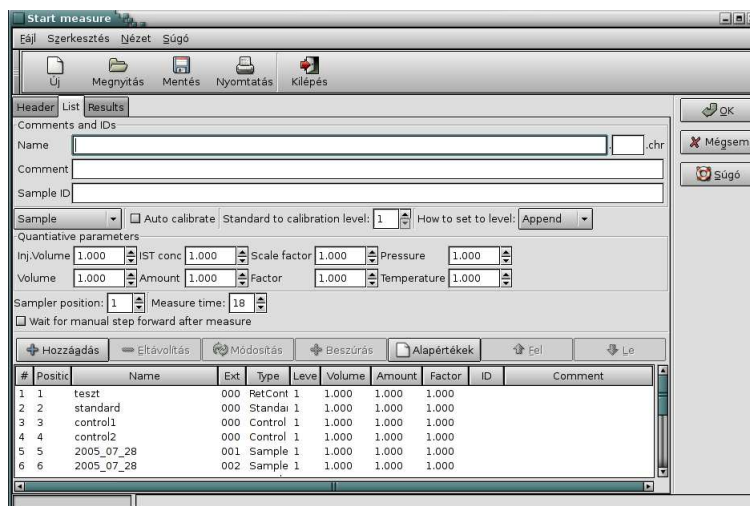 Start measure
Fájl Szerkesztés Nézet Súgó
Új Megnyitás Mentés Nyomtatás Kilépés
Header List Results
OK
Mégsem
Súgó
Comments and IDs
Name . .chr
Comment
Sample ID
Sample Auto calibrate Standard to calibration level: 1 How to set to level: Append
Quantiative parameters
Inj.Volume 1.000 IST conc 1.000 Scale factor 1.000 Pressure 1.000
Volume 1.000 Amount 1.000 Factor 1.000 Temperature 1.000
Sampler position: 1 Measure time: 18
Wait for manual step forward after measure
Hozzáadás Eltávolítás Módosítás Beszúrás Alapértékek Fel Le
# Positic Name Ext Type Leve Volume Amount Factor ID Comment
1 1 teszt 000 RetCont 1 1.000 1.000 1.000
2 2 standard 000 Standar 1 1.000 1.000 1.000
3 3 control1 000 Control 1 1.000 1.000 1.000
4 4 control2 000 Control 1 1.000 1.000 1.000
5 5 2005_07_28 001 Sample 1 1.000 1.000 1.000
6 6 2005_07_28 002 Sample 1 1.000 1.000 1.000